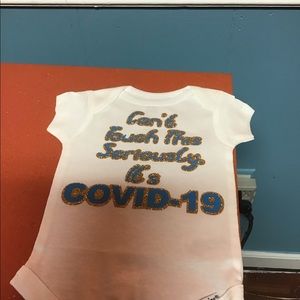 Can't
Touch This
Seriously.
It's
COVID-19